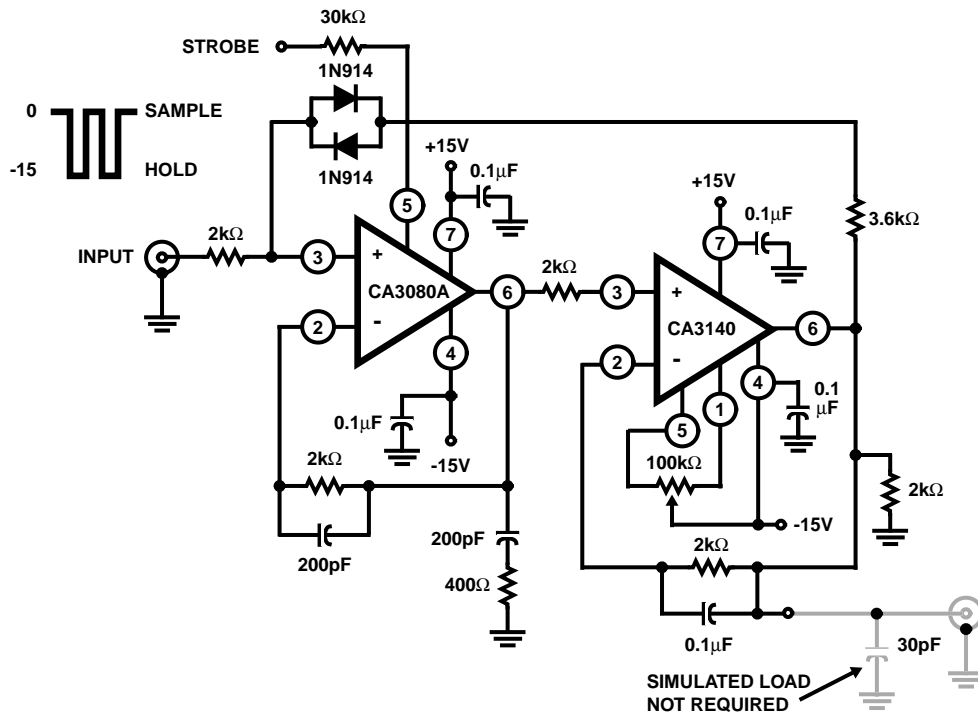 30kΩ
STROBE
1N914
0
SAMPLE
-15
HOLD
1N914
+15V
0.1µF
5
7
+15V
0.1µF
7
3.6kΩ
INPUT
2kΩ
3
+
CA3080A
6
2kΩ
3
+
CA3140
6
2
-
4
2
-
4
0.1µF
-15V
5
1
0.1
µF
100kΩ
2kΩ
-15V
2kΩ
200pF
200pF
400Ω
2kΩ
0.1µF
30pF
SIMULATED LOAD
NOT REQUIRED